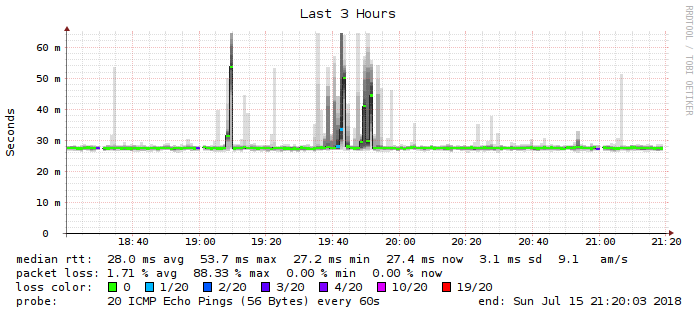 Last 3 Hours
RRDTOOL / TOBI OETIKER
Seconds
60 m
50 m
40 m
30 m
20 m
10 m
0
18:40 19:00 19:20 19:40 20:00 20:20 20:40 21:00 21:20
median rtt: 28.0 ms avg 53.7 ms max 27.2 ms min 27.4 ms now 3.1 ms sd 9.1 am/s
packet loss: 1.71 % avg 88.33 % max 0.00 % min 0.00 % now
loss color: 0 1/20 2/20 3/20 4/20 10/20 19/20
probe: 20 ICMP Echo Pings (56 Bytes) every 60s end: Sun Jul 15 21:20:03 2018